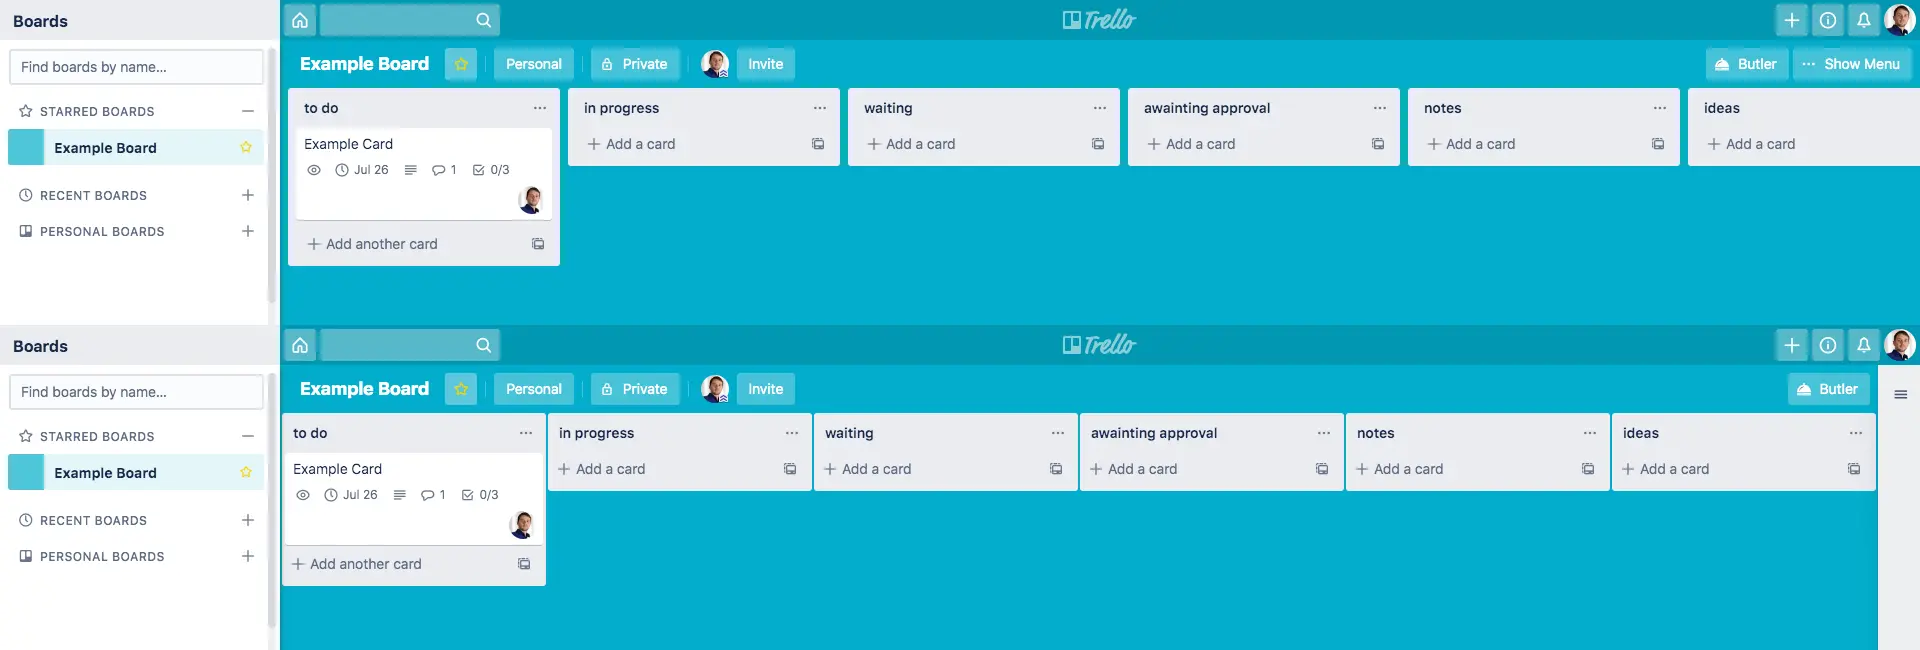 Boards
Trello
Find boards by name...
Example Board Personal Private Invite Butler ... Show Menu
STARRED BOARDS
to do in progress waiting awainting approval notes ideas
Example Board
Example Card
+ Add a card + Add a card + Add a card + Add a card + Add a card
Jul 26 1 0/3
RECENT BOARDS
PERSONAL BOARDS
+ Add another card
Boards
Trello
Find boards by name...
Example Board Personal Private Invite Butler
STARRED BOARDS
to do in progress waiting awainting approval notes ideas
Example Board
Example Card
+ Add a card + Add a card + Add a card + Add a card + Add a card
Jul 26 1 0/3
RECENT BOARDS
PERSONAL BOARDS
+ Add another card